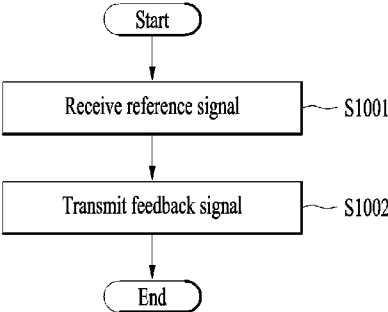 Start
Receive reference signal
S1001
Transmit feedback signal
S1002
End